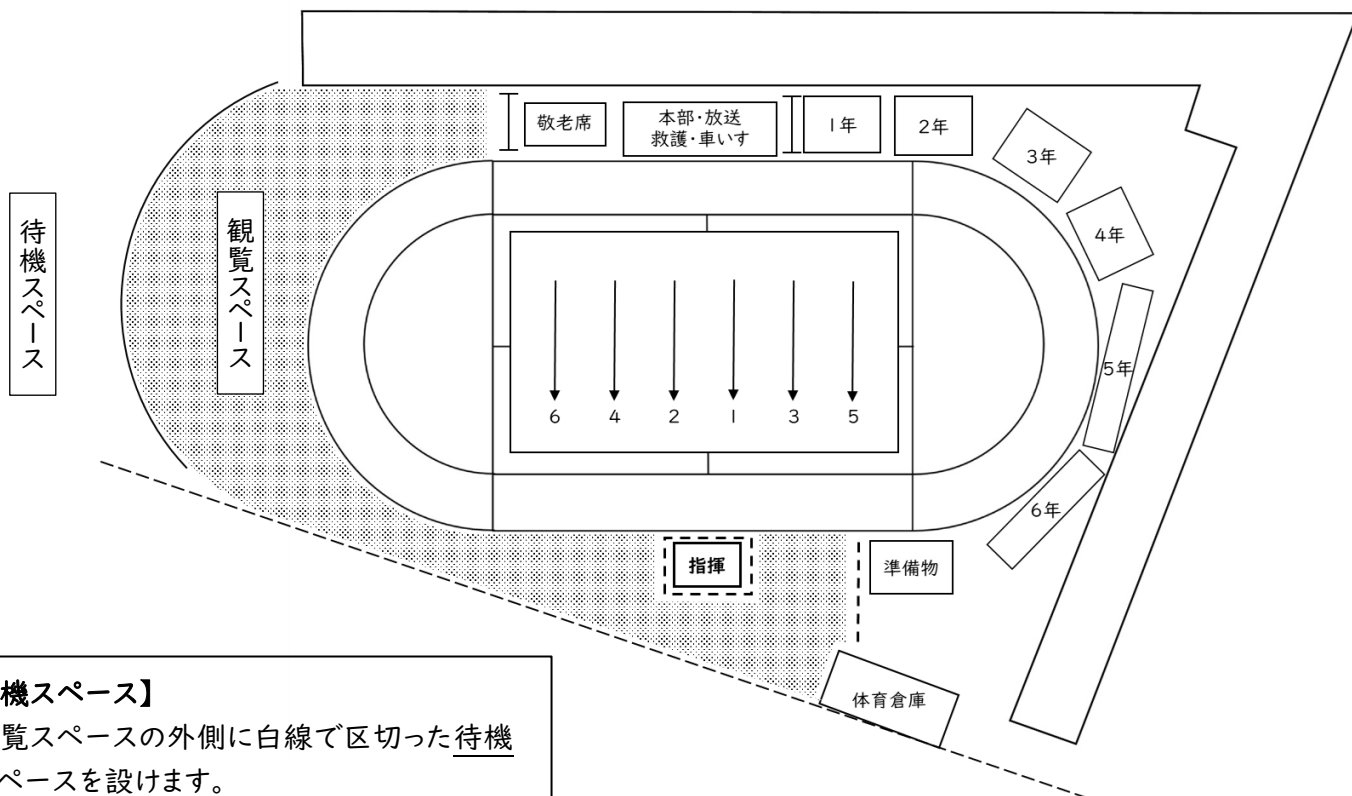 敬老席
本部・放送
救護・車いす
1年
2年
3年
4年
5年
6年
待機スペース
観覧スペース
6 4 2 1 3 5
指揮
準備物
体育倉庫
機スペース】
覧スペースの外側に白線で区切った待機
ペースを設けます。